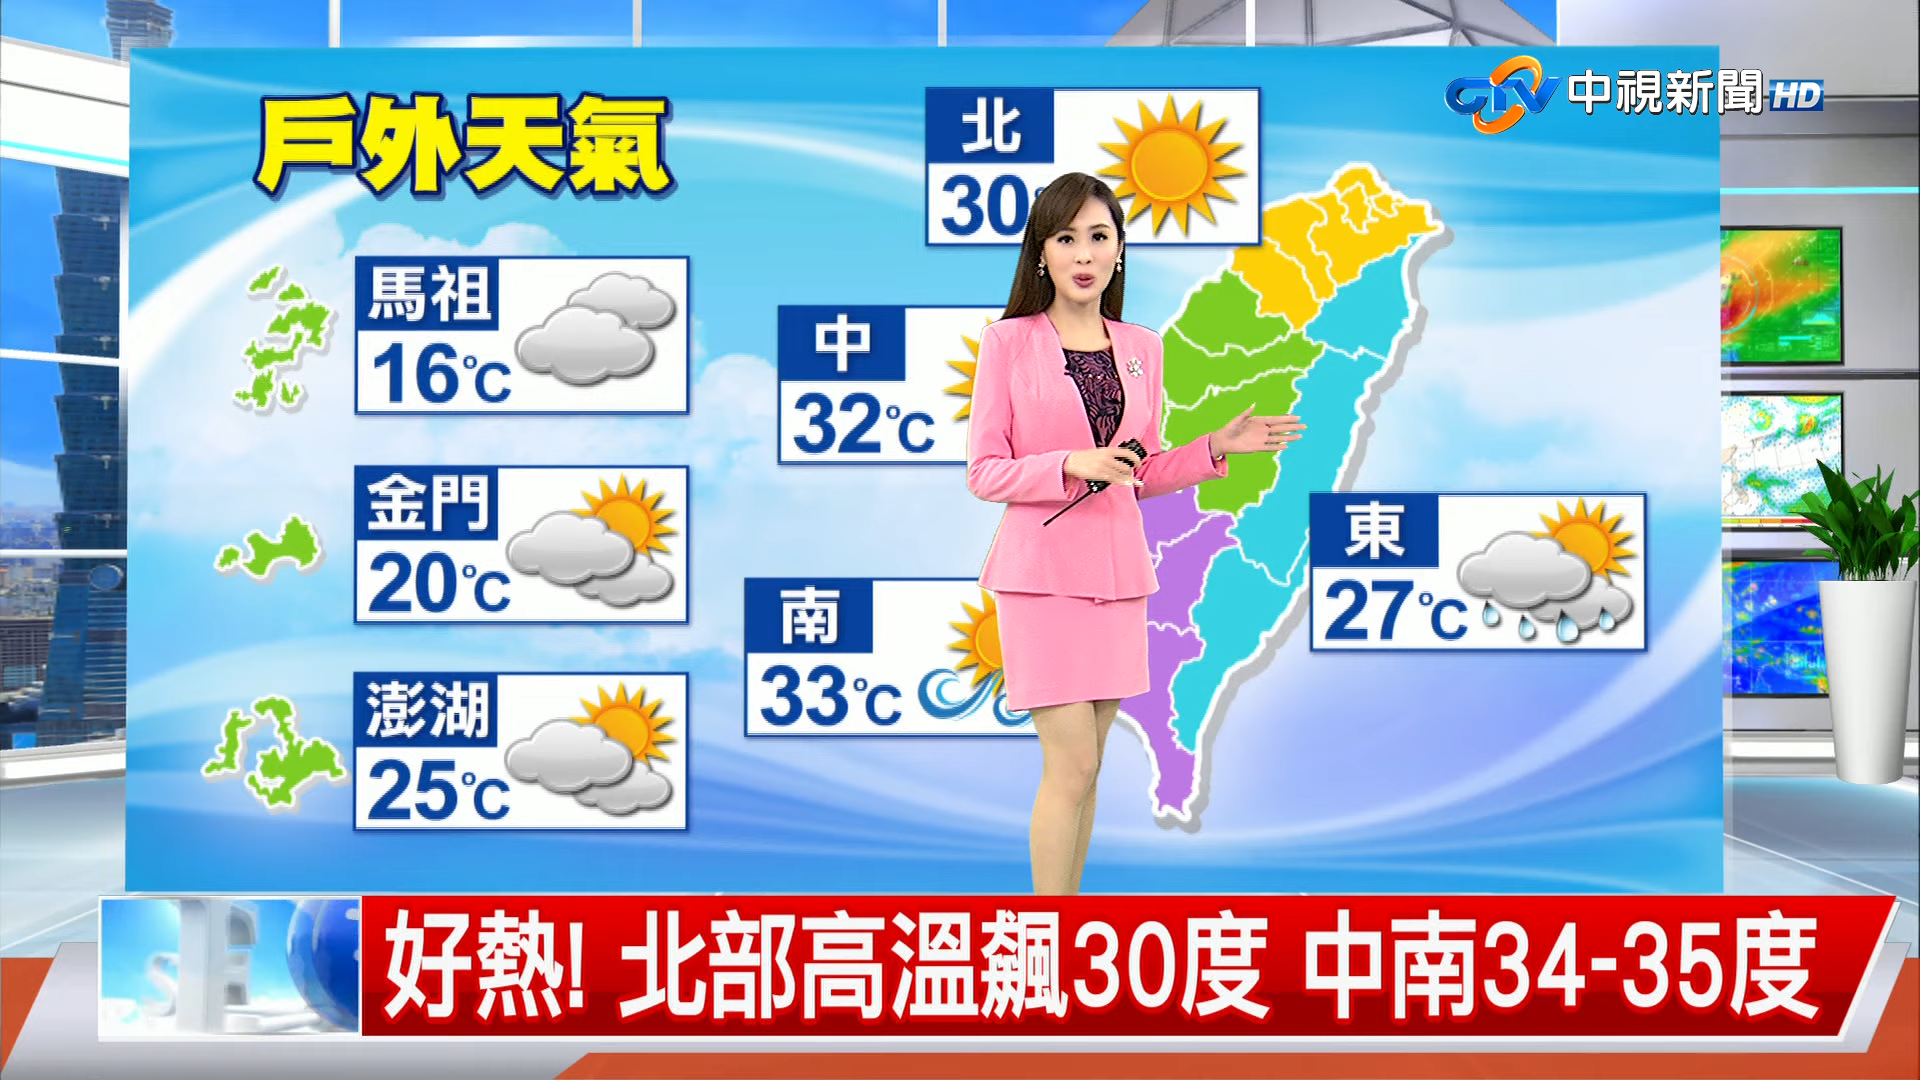 戶外天氣
CTV 中視新聞 HD
北
30
馬祖
16°C
中
32°C
金門
20°C
東
27°C
南
33°C
澎湖
25°C
好熱! 北部高溫飆30度 中南34-35度